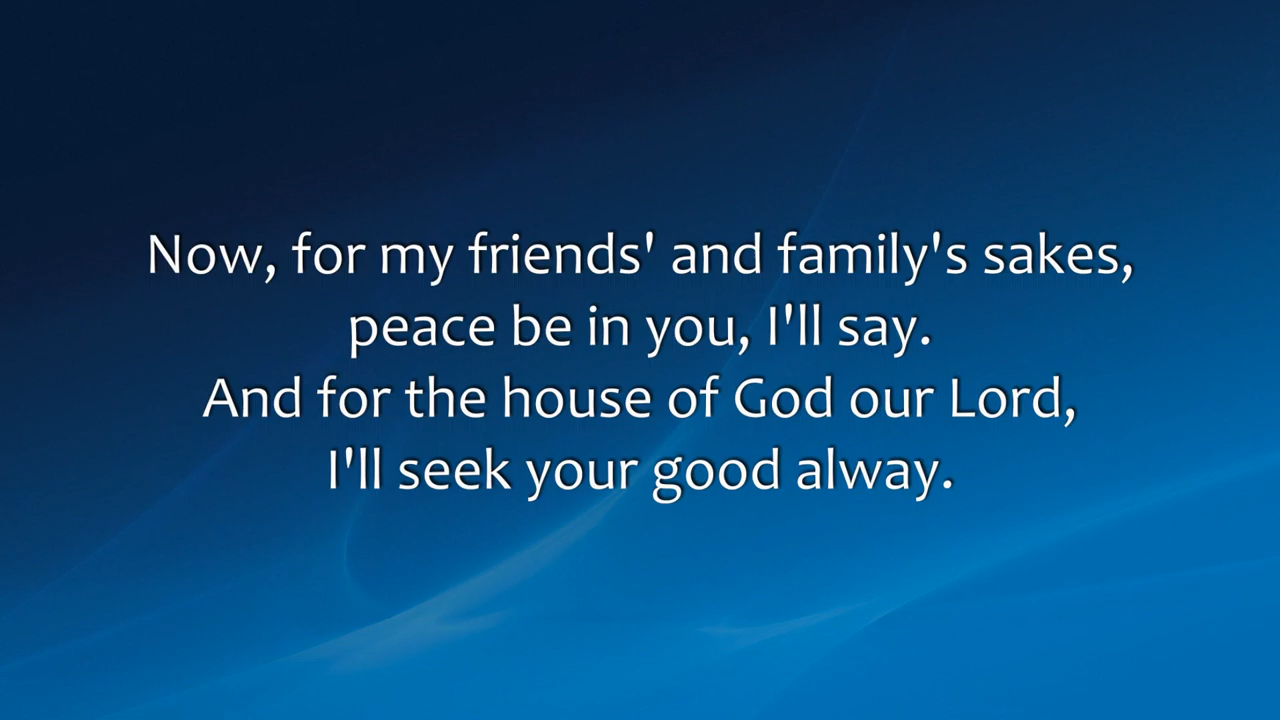 Now, for my friends' and family's sakes,
peace be in you, I'll say.
And for the house of God our Lord,
I'll seek your good alway.